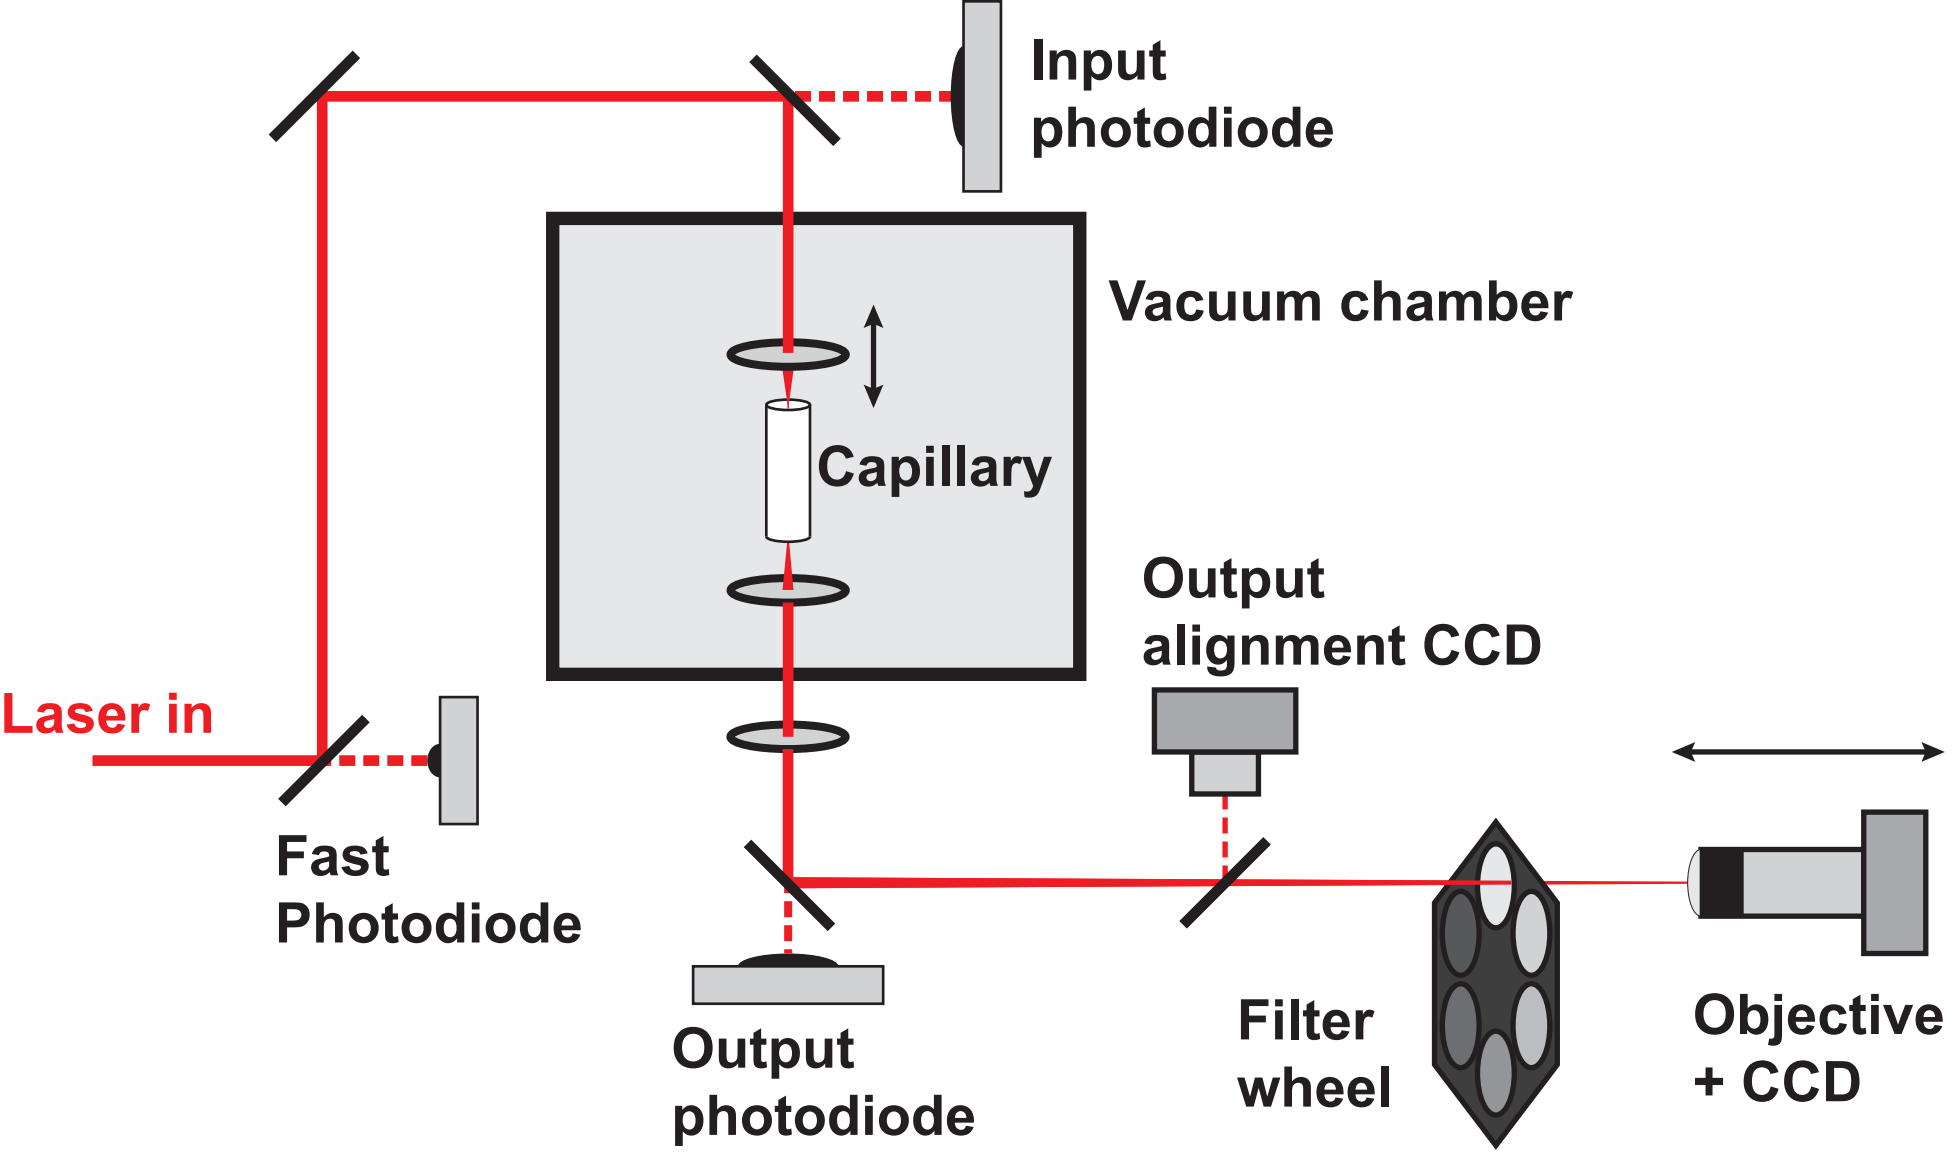 Input
photodiode
Vacuum chamber
Capillary
Output
alignment CCD
Laser in
Fast
Photodiode
Output
photodiode
Filter
wheel
Objective
+ CCD